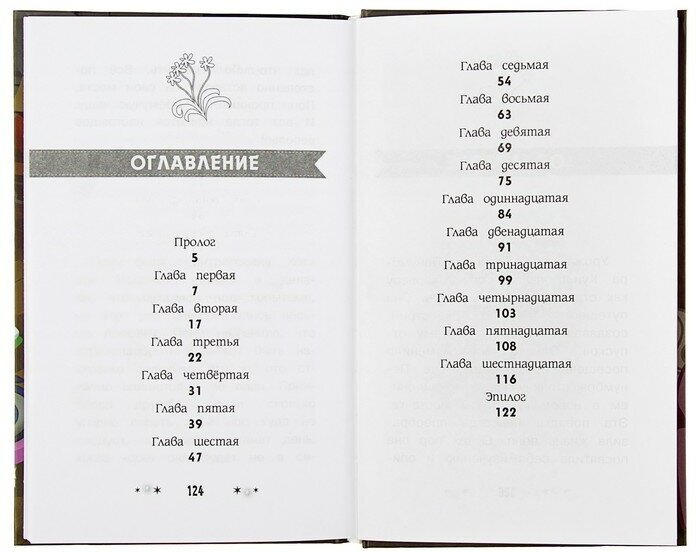 ОГЛАВЛЕНИЕ
Пролог
5
Глава первая
7
Глава вторая
17
Глава третья
22
Глава четвёртая
31
Глава пятая
39
Глава шестая
47
124
Глава седьмая
54
Глава восьмая
63
Глава девятая
69
Глава десятая
75
Глава одиннадцатая
84
Глава двенадцатая
91
Глава тринадцатая
99
Глава четырнадцатая
103
Глава пятнадцатая
108
Глава шестнадцатая
116
Эпилог
122